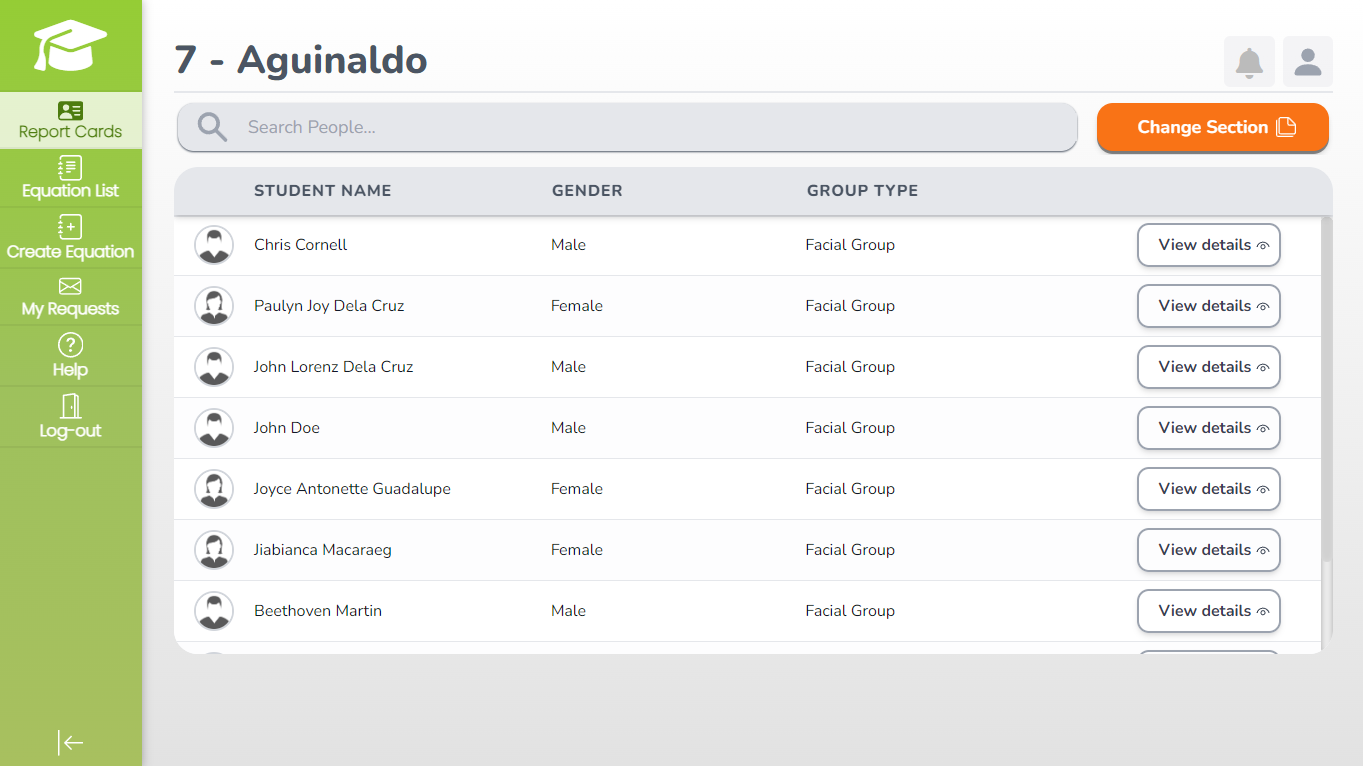 7 - Aguinaldo
Report Cards
Equation List
Create Equation
My Requests
Help
Log-out
Search People...
Change Section
STUDENT NAME GENDER GROUP TYPE
Chris Cornell Male Facial Group View details
Paulyn Joy Dela Cruz Female Facial Group View details
John Lorenz Dela Cruz Male Facial Group View details
John Doe Male Facial Group View details
Joyce Antonette Guadalupe Female Facial Group View details
Jiabianca Macaraeg Female Facial Group View details
Beethoven Martin Male Facial Group View details